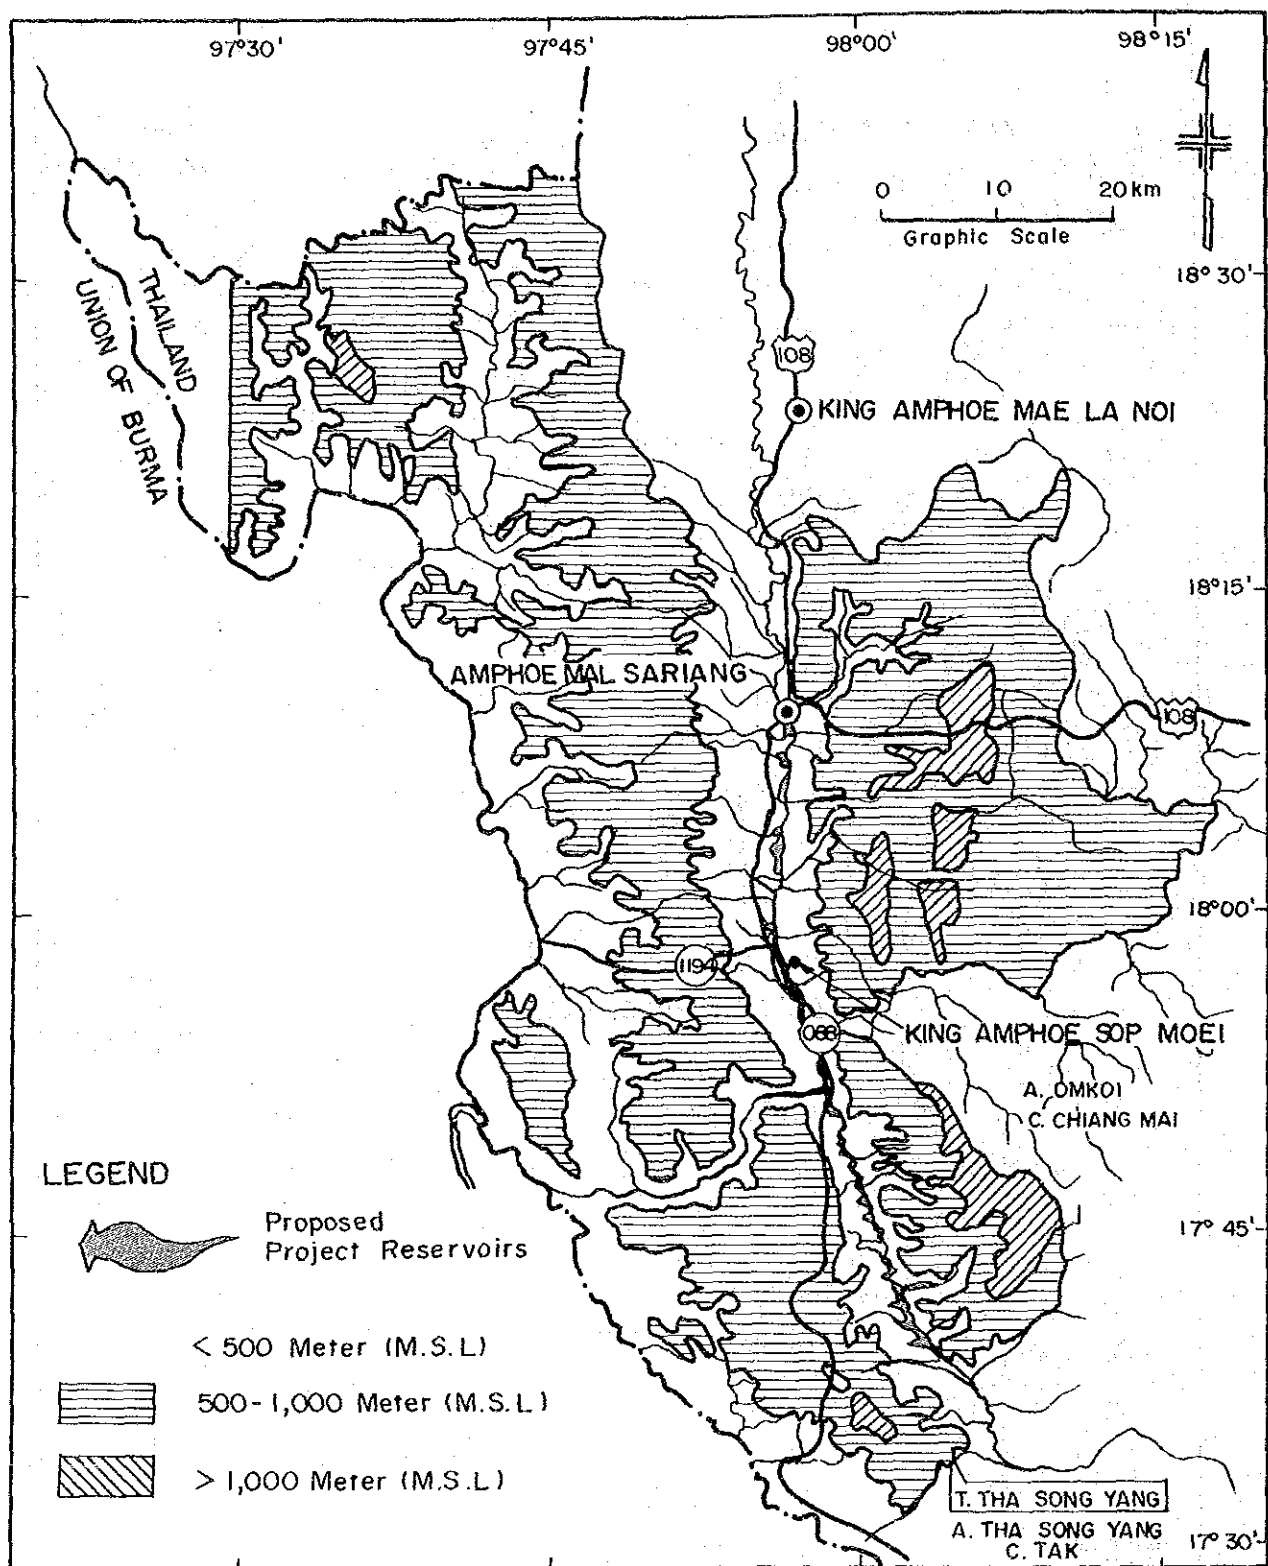 97°30'
97°45'
98°00'
98°15'
0 10 20 km
Graphic Scale
18° 30'
THAILAND
UNION OF BURMA
108
KING AMPHOE MAE LA NOI
18°15'
AMPHOE MAL SARIANG
108
18°00'
1194
KING AMPHOE SOP MOEI
A. OMKOI
C. CHIANG MAI
LEGEND
Proposed
Project Reservoirs
17° 45'
< 500 Meter (M.S.L)
500-1,000 Meter (M.S.L)
> 1,000 Meter (M.S.L)
T. THA SONG YANG
A. THA SONG YANG
C. TAK
17° 30'